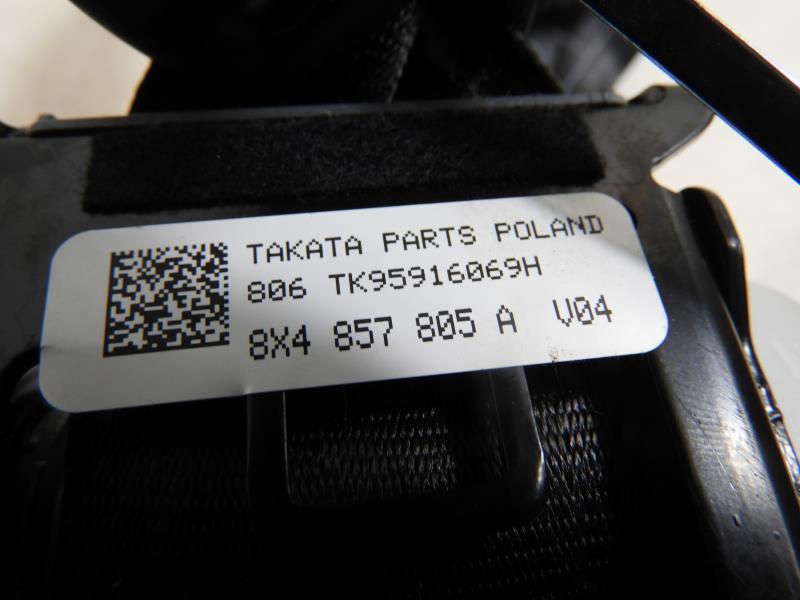 TAKATA PARTS POLAND
806 TK95916069H
8X4 857 805 A V04